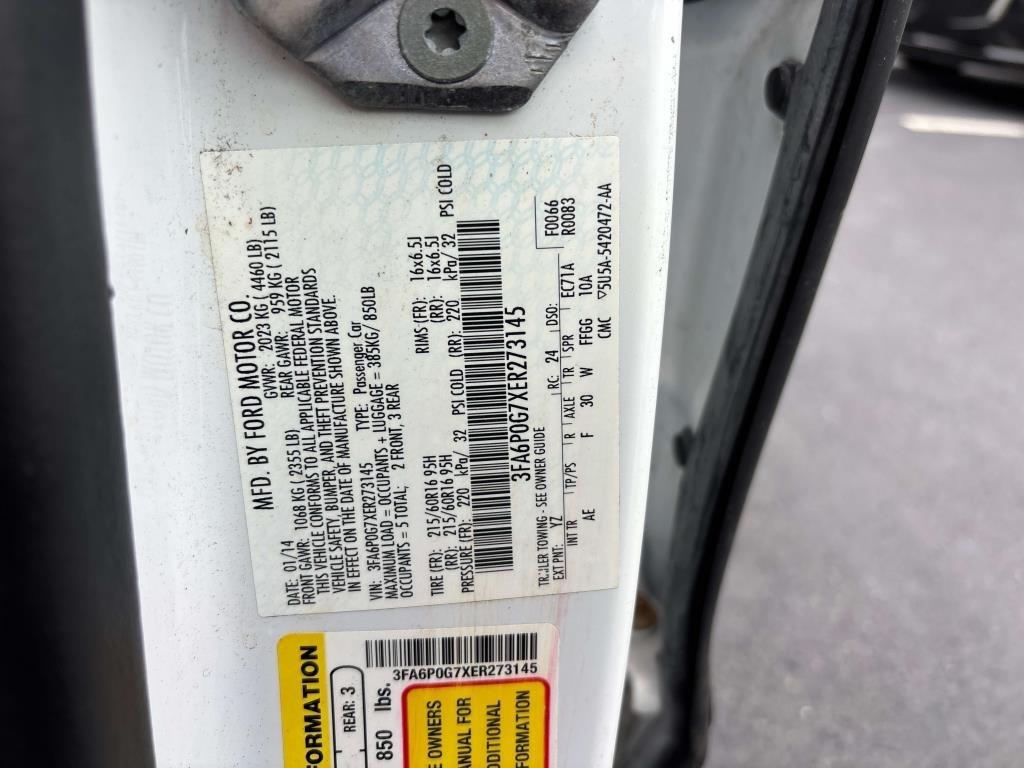 MFD. BY FORD MOTOR CO.
DATE: 01/14 GVWR: 2023 KG ( 4460 LB)
FRONT GAWR: 1068 KG ( 2355LB) REAR GAWR: 959 KG ( 2115 LB)
THIS VEHICLE CONFORMS TO ALL APPLICABLE FEDERAL MOTOR
VEHICLE SAFETY, BUMPER, AND THEFT PREVENTION STANDARDS
IN EFFECT ON THE DATE OF MANUFACTURE SHOWN ABOVE.
VIN: 3FA6P0G7XER273145 TYPE: Passenger Car
MAXIMUM LOAD = OCCUPANTS + LUGGAGE = 385KG/ 850LB
OCCUPANTS = 5 TOTAL; 2 FRONT, 3 REAR
TIRE (FR): 215/60R16 95H RIMS (FR): 16x6.5J
(RR): 215/60R16 95H (RR): 16x6.5J
PRESSURE (FR): 220 kPa/ 32 PSI COLD (RR): 220 kPa/ 32 PSI COLD
3FA6P0G7XER273145
TRAILER TOWING - SEE OWNER GUIDE F0066
EXT PNT: YZ RC: 24 DSO: R0083
INT TR TP/PS R AXLE TR SPR EC71A
AE F 30 W FFGG 10A
CMC ▽5U5A-5420472-AA
3FA6P0G7XER273145
FORMATION
REAR: 3
850 lbs.
E OWNERS
ANUAL FOR
DDITIONAL
FORMATION